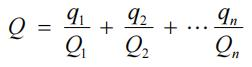 Q = q₁/Q₁ + q₂/Q₂ + ⋯ qₙ/Qₙ